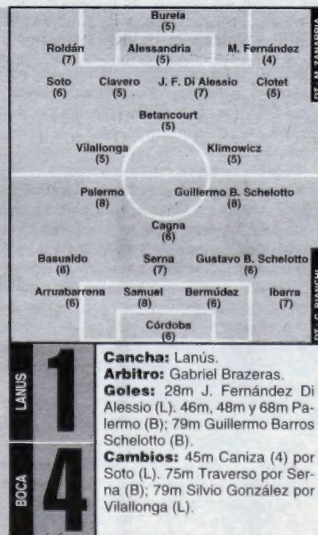 Burela
(5)
Roldán Alessandria M. Fernández
(7) (5) (4)
Soto Clavero J. F. Di Alessio Clotet
(6) (5) (7) (5)
DT. M. ZANABRIA
Betancourt
(5)
Vilallonga Klimowicz
(5) (5)
Palermo Guillermo B. Schelotto
(8) (8)
Cagna
(6)
Basualdo Serna Gustavo B. Schelotto
(6) (7) (6)
Arruabarrena Samuel Bermúdez Ibarra
(6) (8) (6) (7)
Córdoba
(6)
DT. C. BIANCHI
LANUS 1
BOCA 4
Cancha: Lanús.
Arbitro: Gabriel Brazeras.
Goles: 28m J. Fernández Di
Alessio (L). 46m, 48m y 68m Pa-
lermo (B); 79m Guillermo Barros
Schelotto (B).
Cambios: 45m Caniza (4) por
Soto (L). 75m Traverso por Ser-
na (B); 79m Silvio González por
Vilallonga (L).